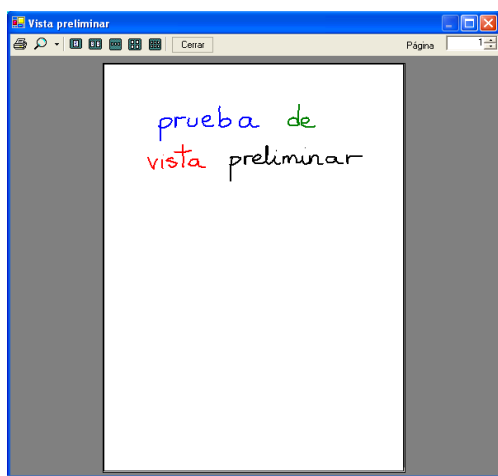 Vista preliminar
Cerrar
Página 1
prueba de
vista preliminar